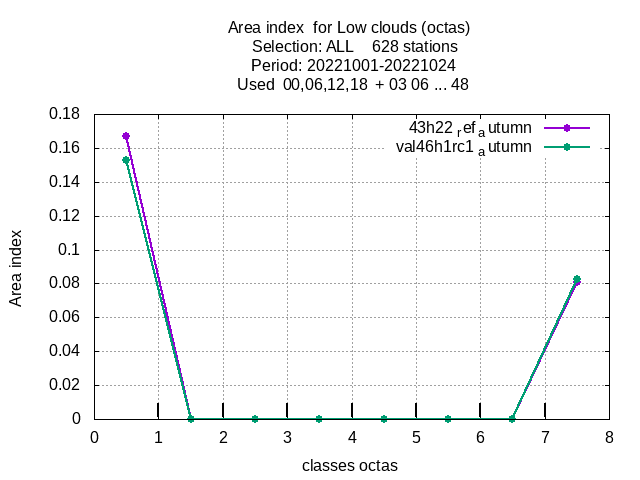 Area index  for Low clouds (octas)
Selection: ALL    628 stations
Period: 20221001-20221024
Used  00,06,12,18  + 03 06 ... 48
43h22_ref_autumn
val46h1rc1_autumn
0.18
0.16
0.14
0.12
0.1
0.08
0.06
0.04
0.02
0
Area index
0 1 2 3 4 5 6 7 8
classes octas